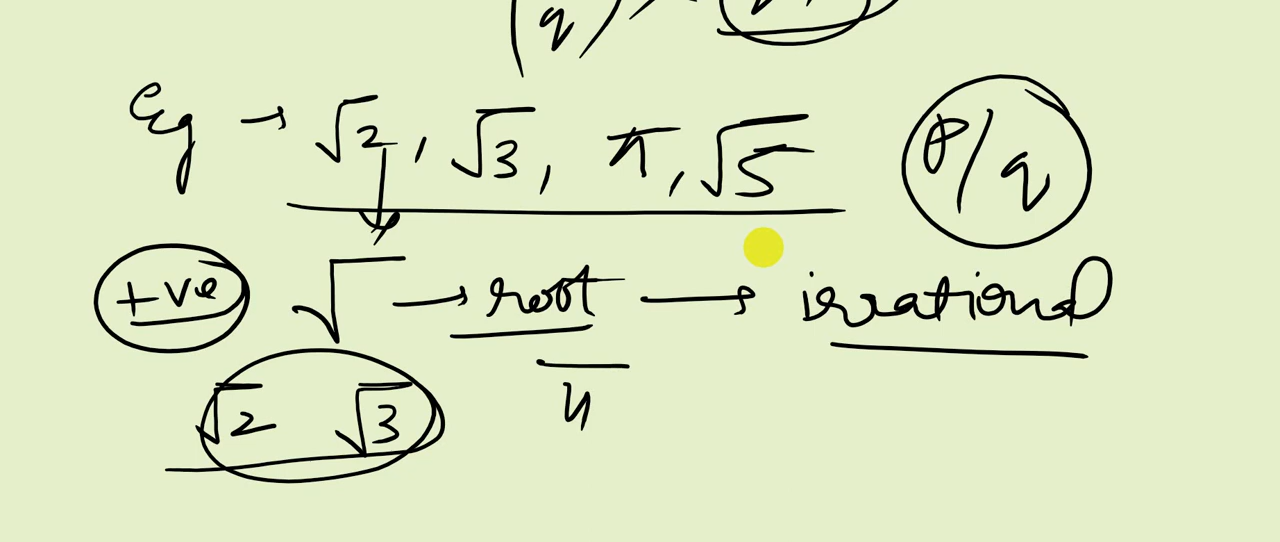 q
Eg → √2, √3, π, √5 P/q
+ve √ → root → irrational
√2 √3